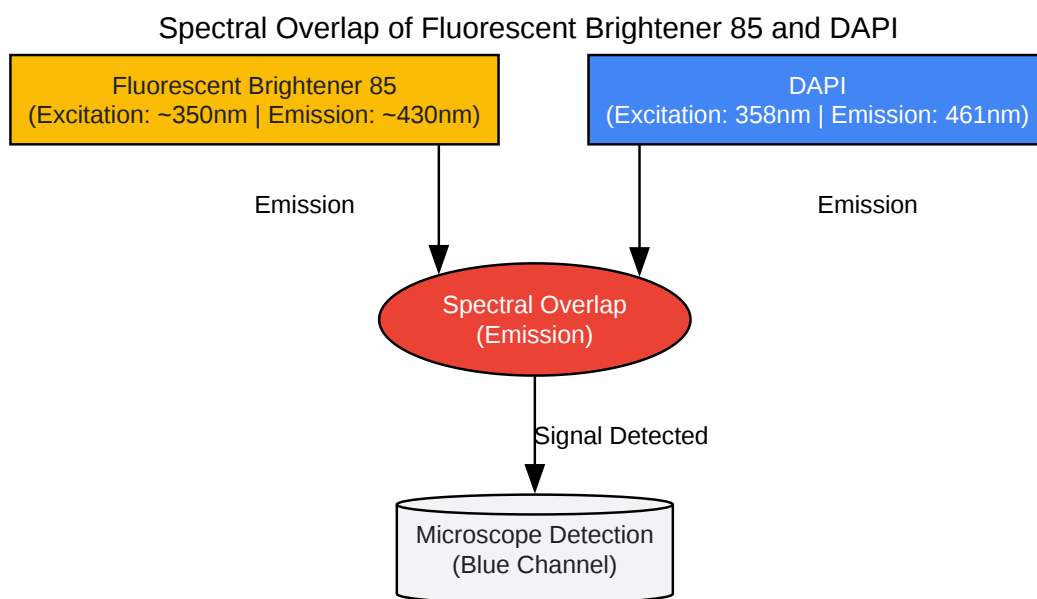 Spectral Overlap of Fluorescent Brightener 85 and DAPI
Fluorescent Brightener 85
(Excitation: ~350nm | Emission: ~430nm)
DAPI
(Excitation: 358nm | Emission: 461nm)
Emission
Emission
Spectral Overlap
(Emission)
Signal Detected
Microscope Detection
(Blue Channel)